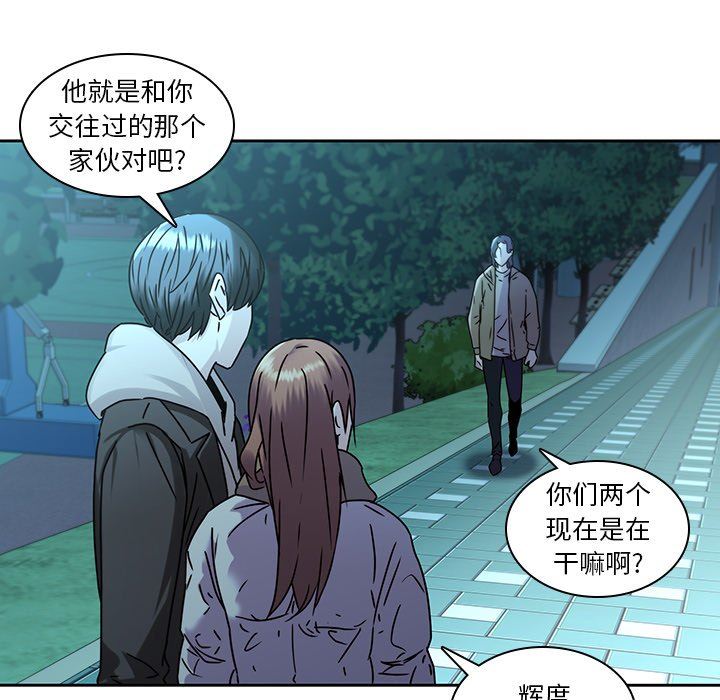 他就是和你
交往过的那个
家伙对吧?
你们两个
现在是在
干嘛啊?
辉度